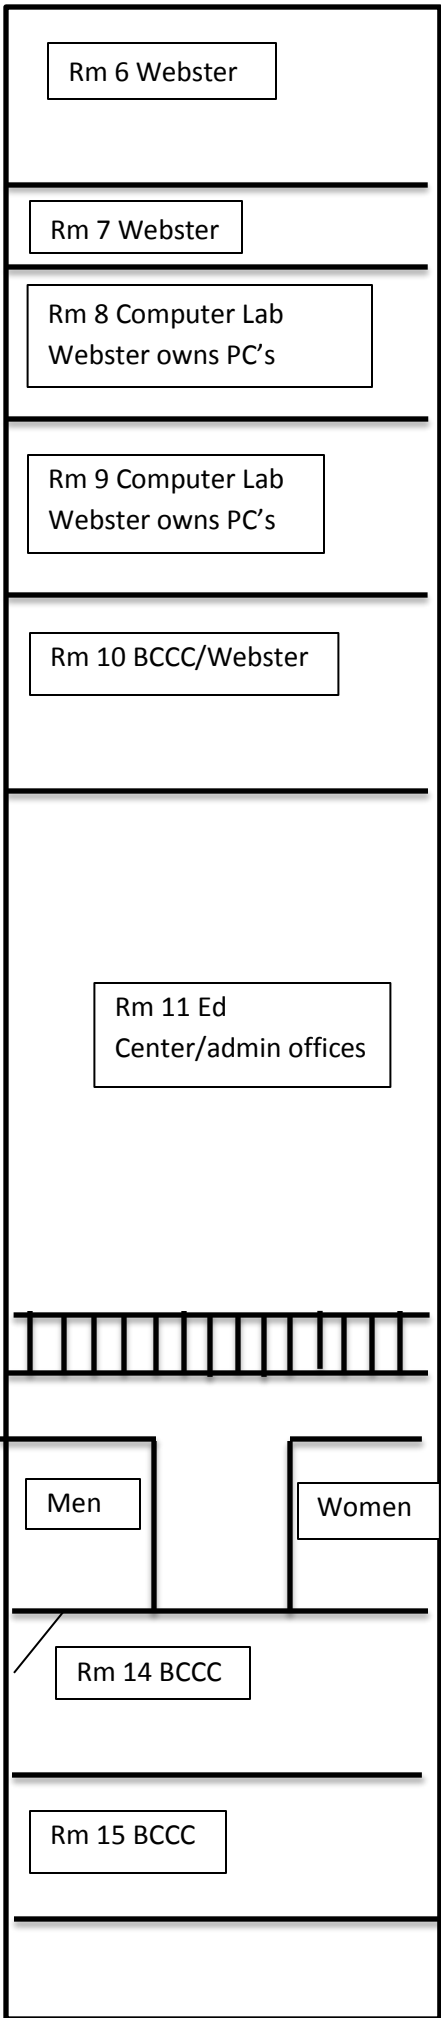 Rm 6 Webster
Rm 7 Webster
Rm 8 Computer Lab
Webster owns PC’s
Rm 9 Computer Lab
Webster owns PC’s
Rm 10 BCCC/Webster
Rm 11 Ed
Center/admin offices
Men
Women
Rm 14 BCCC
Rm 15 BCCC